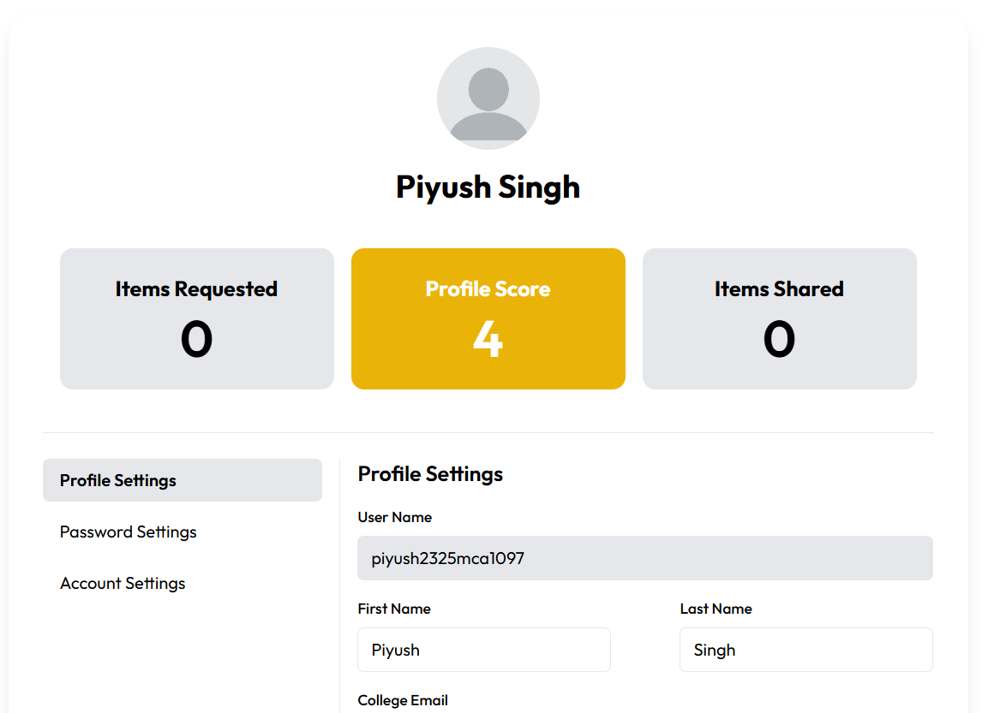 Piyush Singh
Items Requested
0
Profile Score
4
Items Shared
0
Profile Settings
Password Settings
Account Settings
Profile Settings
User Name
piyush2325mca1097
First Name
Last Name
Piyush
Singh
College Email